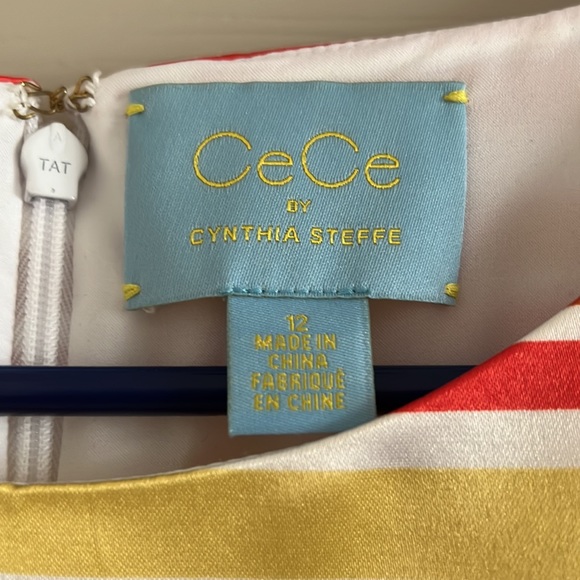 TAT
CeCe
BY
CYNTHIA STEFFE
12
MADE IN
CHINA
FABRIQUÉ
EN CHINE